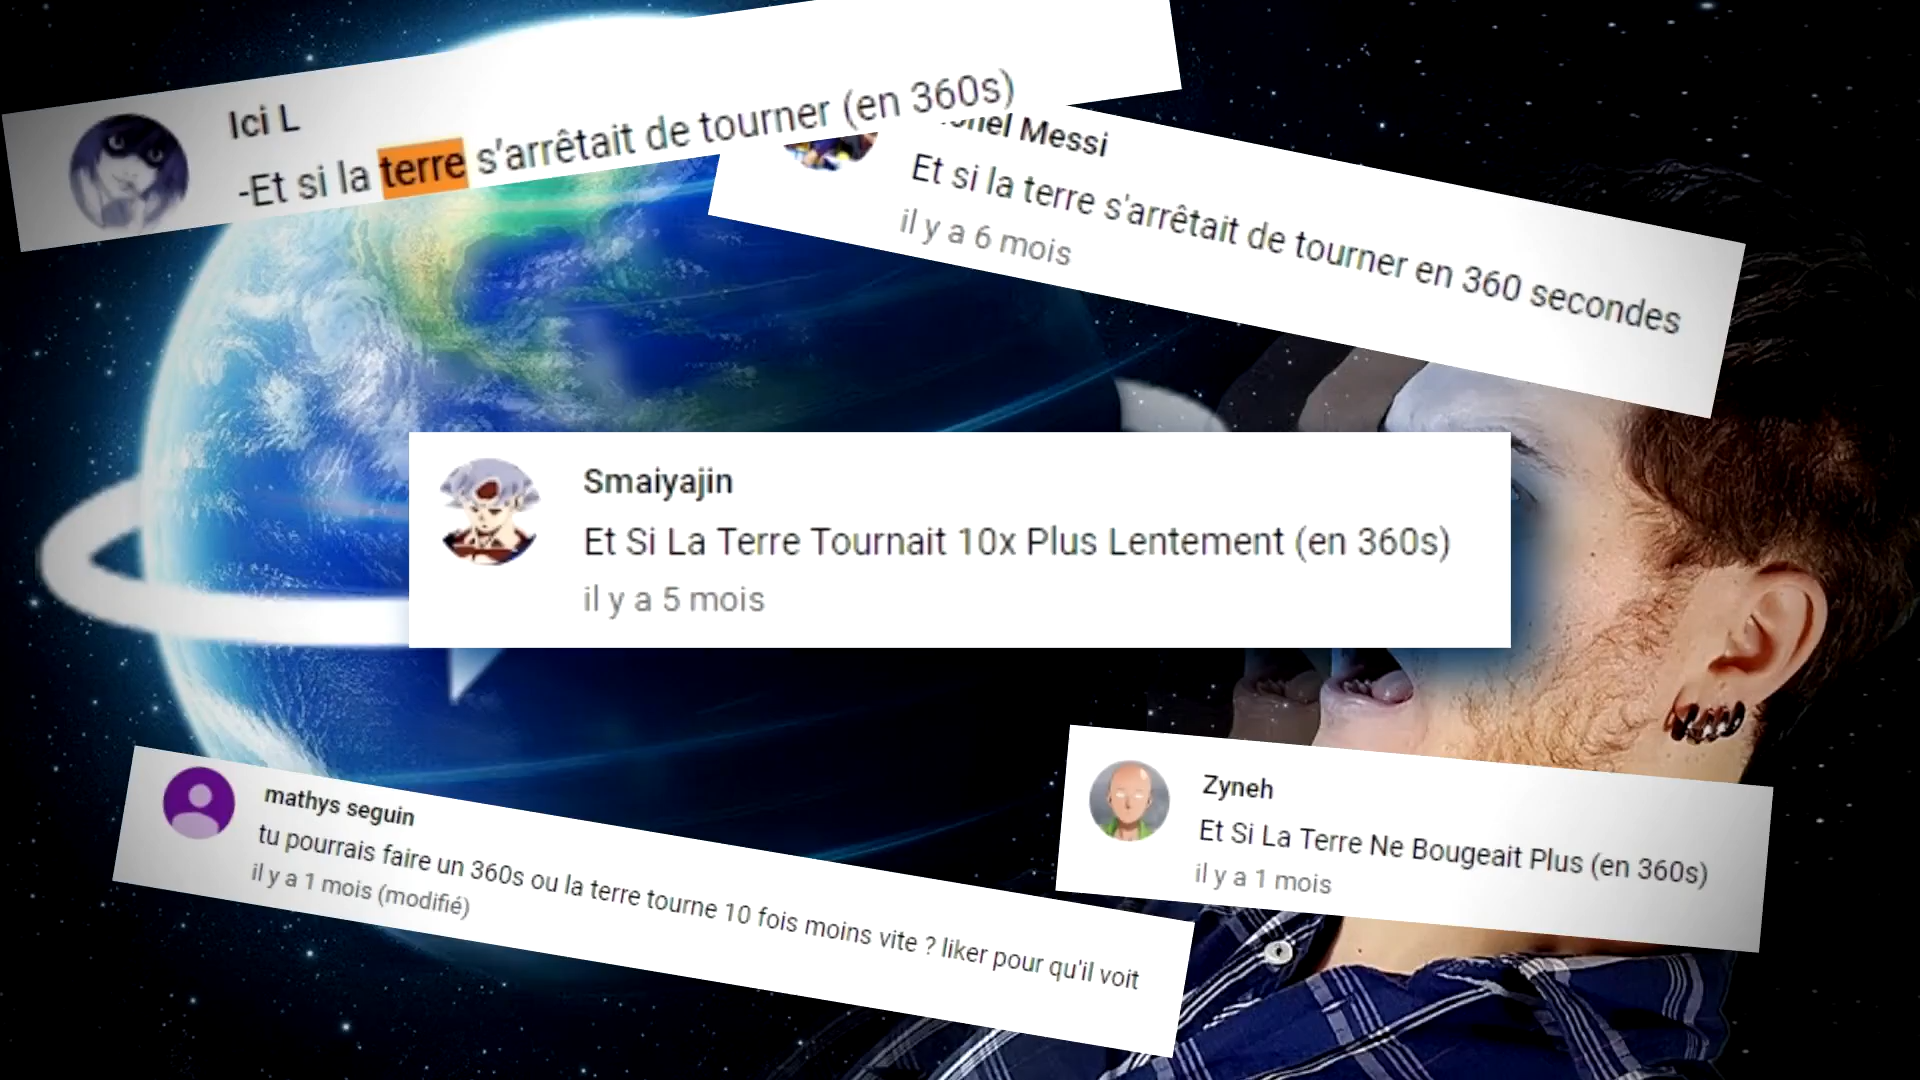 Ici L
-Et si la terre s'arrêtait de tourner (en 360s)
Messi
Et si la terre s'arrêtait de tourner en 360 secondes
il y a 6 mois
Smaiyajin
Et Si La Terre Tournait 10x Plus Lentement (en 360s)
il y a 5 mois
mathys seguin
tu pourrais faire un 360s ou la terre tourne 10 fois moins vite ? liker pour qu'il voit
il y a 1 mois (modifié)
Zyneh
Et Si La Terre Ne Bougeait Plus (en 360s)
il y a 1 mois